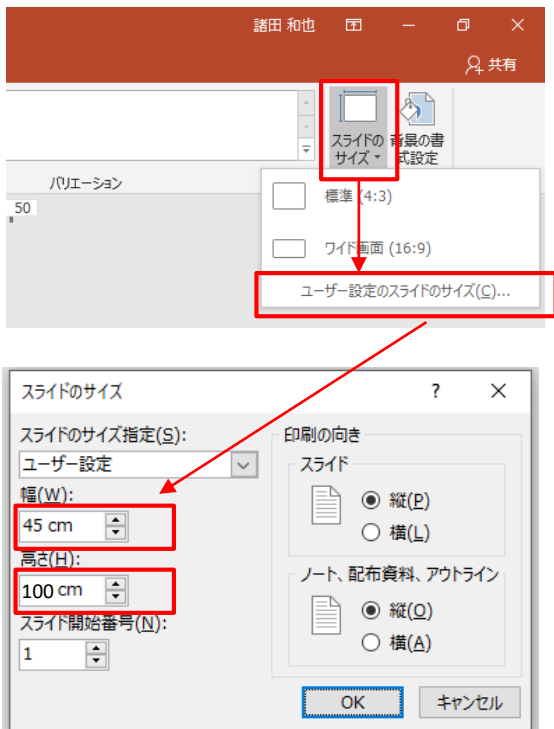 諸田 和也
共有
スライドの
サイズ
背景の書
式設定
バリエーション
50
標準 (4:3)
ワイド画面 (16:9)
ユーザー設定のスライドのサイズ(C)...
スライドのサイズ
?
スライドのサイズ指定(S):
ユーザー設定
幅(W):
45 cm
高さ(H):
100 cm
スライド開始番号(N):
1
印刷の向き
スライド
縦(P)
横(L)
ノート、配布資料、アウトライン
縦(O)
横(A)
OK
キャンセル